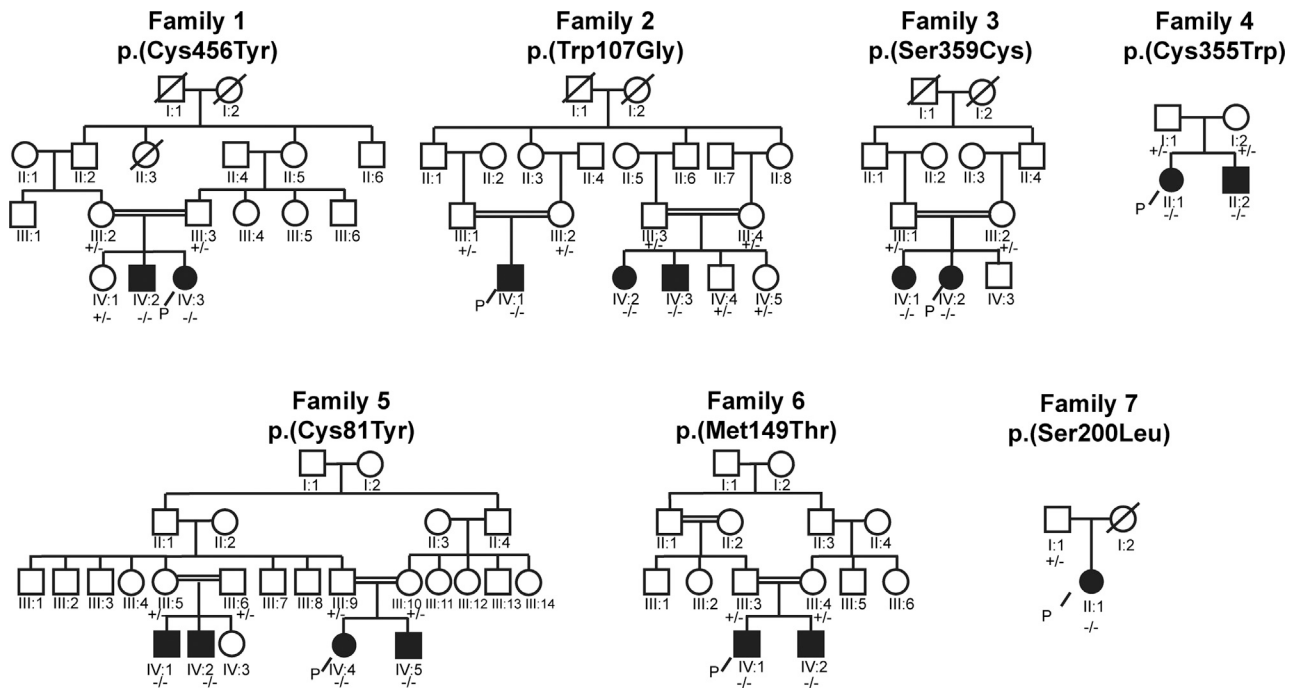 Family 1
p.(Cys456Tyr)
I:1 I:2
II:1 II:2 II:3 II:4 II:5 II:6
III:1 III:2 III:3 III:4 III:5 III:6
+/- +/-
IV:1 IV:2 IV:3
+/- -/- P -/-
Family 2
p.(Trp107Gly)
I:1 I:2
II:1 II:2 II:3 II:4 II:5 II:6 II:7 II:8
III:1 III:2 III:3 III:4
+/- +/- +/- +/-
IV:1 IV:2 IV:3 IV:4 IV:5
P -/- -/- -/- +/- +/-
Family 3
p.(Ser359Cys)
I:1 I:2
II:1 II:2 II:3 II:4
III:1 III:2
+/- +/-
IV:1 IV:2 IV:3
-/- P -/-
Family 4
p.(Cys355Trp)
I:1 I:2
+/- +/-
P II:1 II:2
-/- -/-
Family 5
p.(Cys81Tyr)
I:1 I:2
II:1 II:2 II:3 II:4
III:1 III:2 III:3 III:4 III:5 III:6 III:7 III:8 III:9 III:10 III:11 III:12 III:13 III:14
+/- +/- +/- +/-
IV:1 IV:2 IV:3 P IV:4 IV:5
-/- -/- -/- -/-
Family 6
p.(Met149Thr)
I:1 I:2
II:1 II:2 II:3 II:4
III:1 III:2 III:3 III:4 III:5 III:6
+/- +/-
P IV:1 IV:2
-/- -/-
Family 7
p.(Ser200Leu)
I:1 I:2
+/-
P II:1
-/-